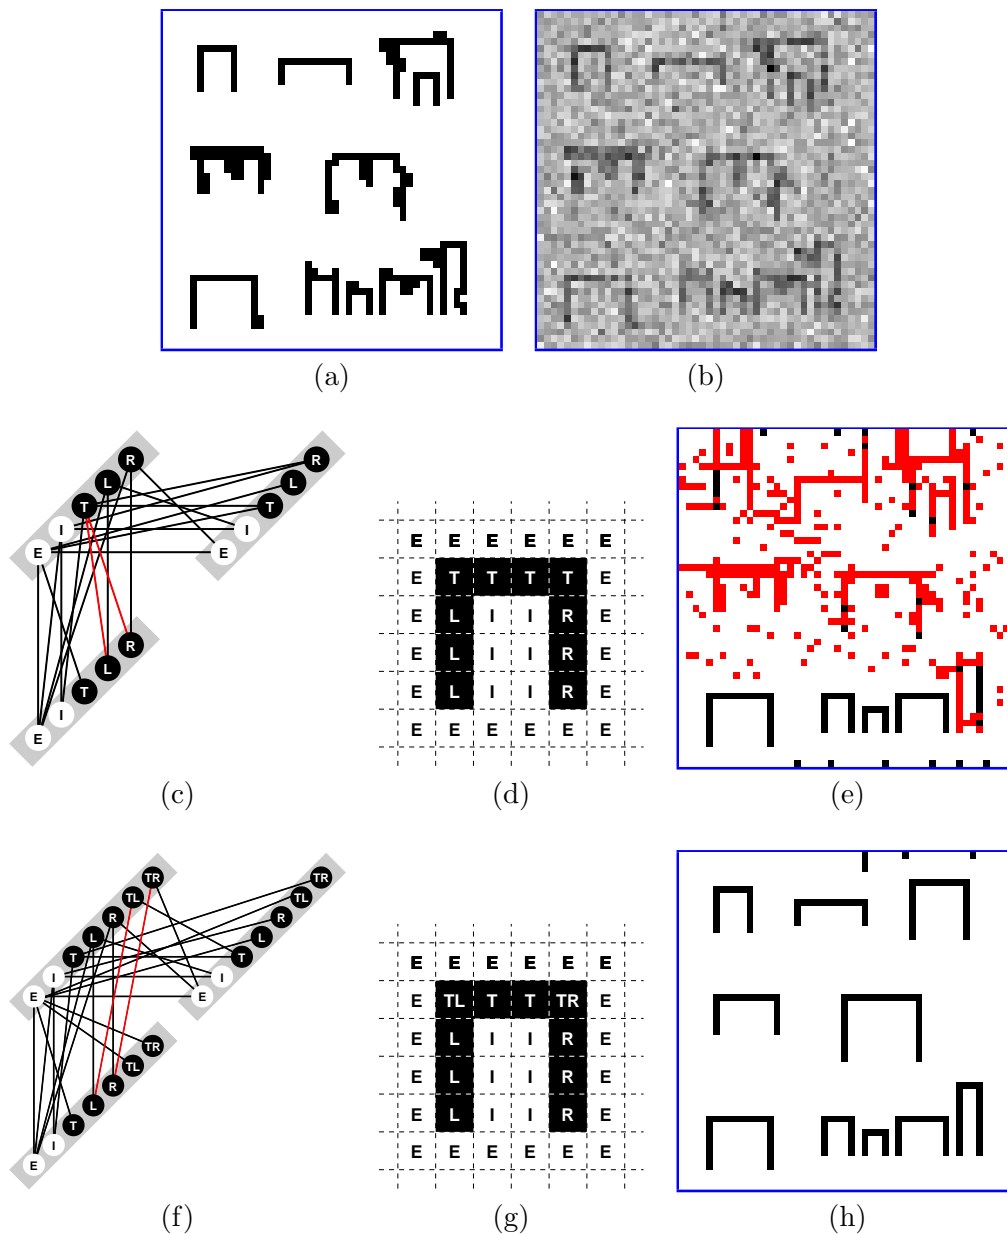 (a) (b)
R R
L L
T T
I I
E E
R
L
T
I
E
E E E E E E
E T T T T E
E L I I R E
E L I I R E
E L I I R E
E E E E E E
(c) (d) (e)
TR TR
TL TL
R R
L L
T T
I I
E E
TR
TL
R
L
T
I
E
E E E E E E
E TL T T TR E
E L I I R E
E L I I R E
E L I I R E
E E E E E E
(f) (g) (h)